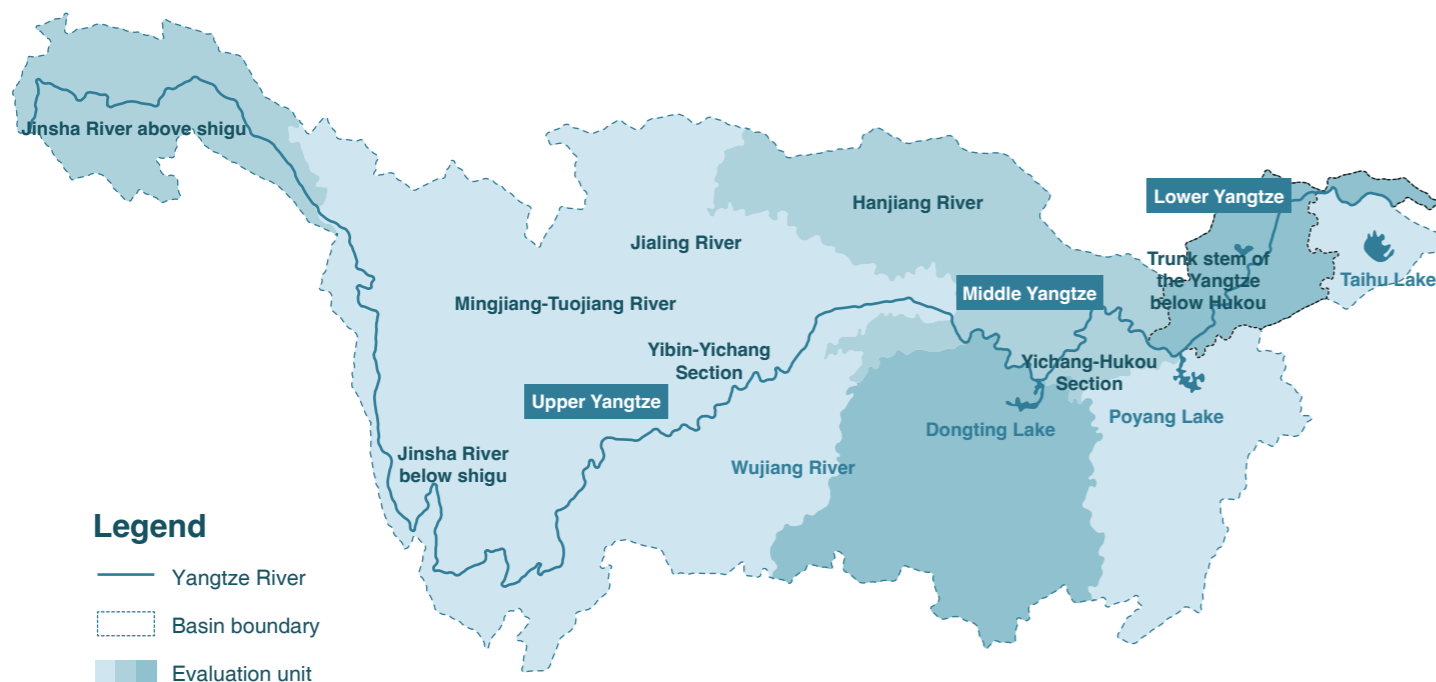 Jinsha River above shigu
Hanjiang River
Lower Yangtze
Jialing River
Trunk stem of
the Yangtze
below Hukou
Taihu Lake
Middle Yangtze
Mingjiang-Tuojiang River
Yibin-Yichang
Section
Yichang-Hukou
Section
Upper Yangtze
Dongting Lake
Poyang Lake
Jinsha River
below shigu
Wujiang River
Legend
Yangtze River
Basin boundary
Evaluation unit